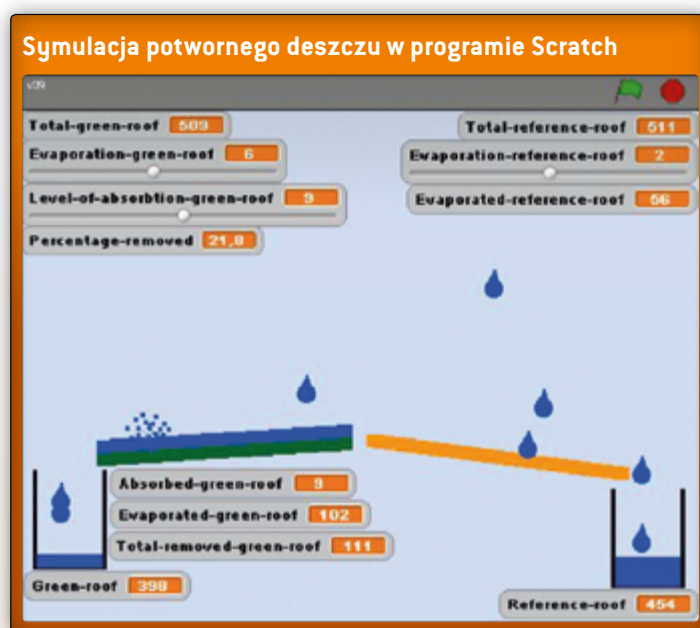 Symulacja potwornego deszczu w programie Scratch
v39
Total-green-roof 509
Evaporation-green-roof 6
Level-of-absorbtion-green-roof 9
Percentage-removed 21,8
Total-reference-roof 511
Evaporation-reference-roof 2
Evaporated-reference-roof 56
Absorbed-green-roof 9
Evaporated-green-roof 102
Total-removed-green-roof 111
Green-roof 398
Reference-roof 454